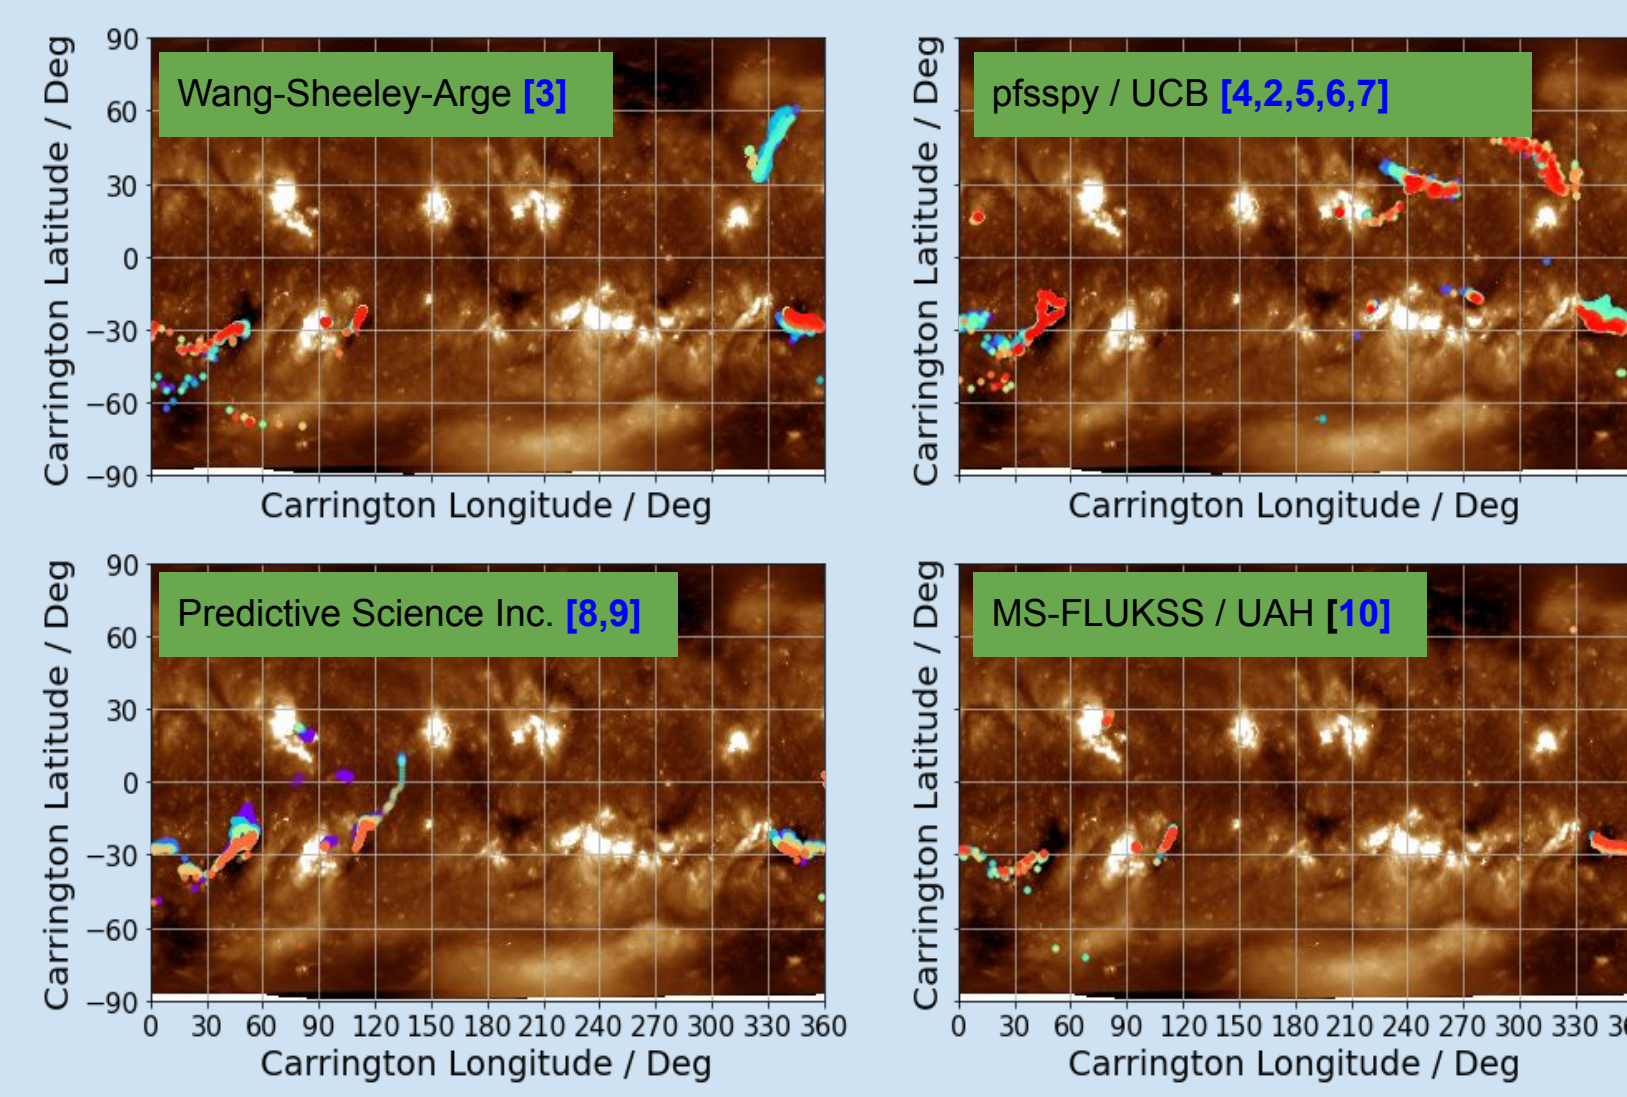 Wang-Sheeley-Arge [3]
90
60
30
0
−30
−60
−90
Carrington Latitude / Deg
Carrington Longitude / Deg
pfsspy / UCB [4,2,5,6,7]
90
60
30
0
−30
−60
−90
Carrington Latitude / Deg
Carrington Longitude / Deg
Predictive Science Inc. [8,9]
90
60
30
0
−30
−60
−90
Carrington Latitude / Deg
0 30 60 90 120 150 180 210 240 270 300 330 360
Carrington Longitude / Deg
MS-FLUKSS / UAH [10]
90
60
30
0
−30
−60
−90
Carrington Latitude / Deg
0 30 60 90 120 150 180 210 240 270 300 330
Carrington Longitude / Deg